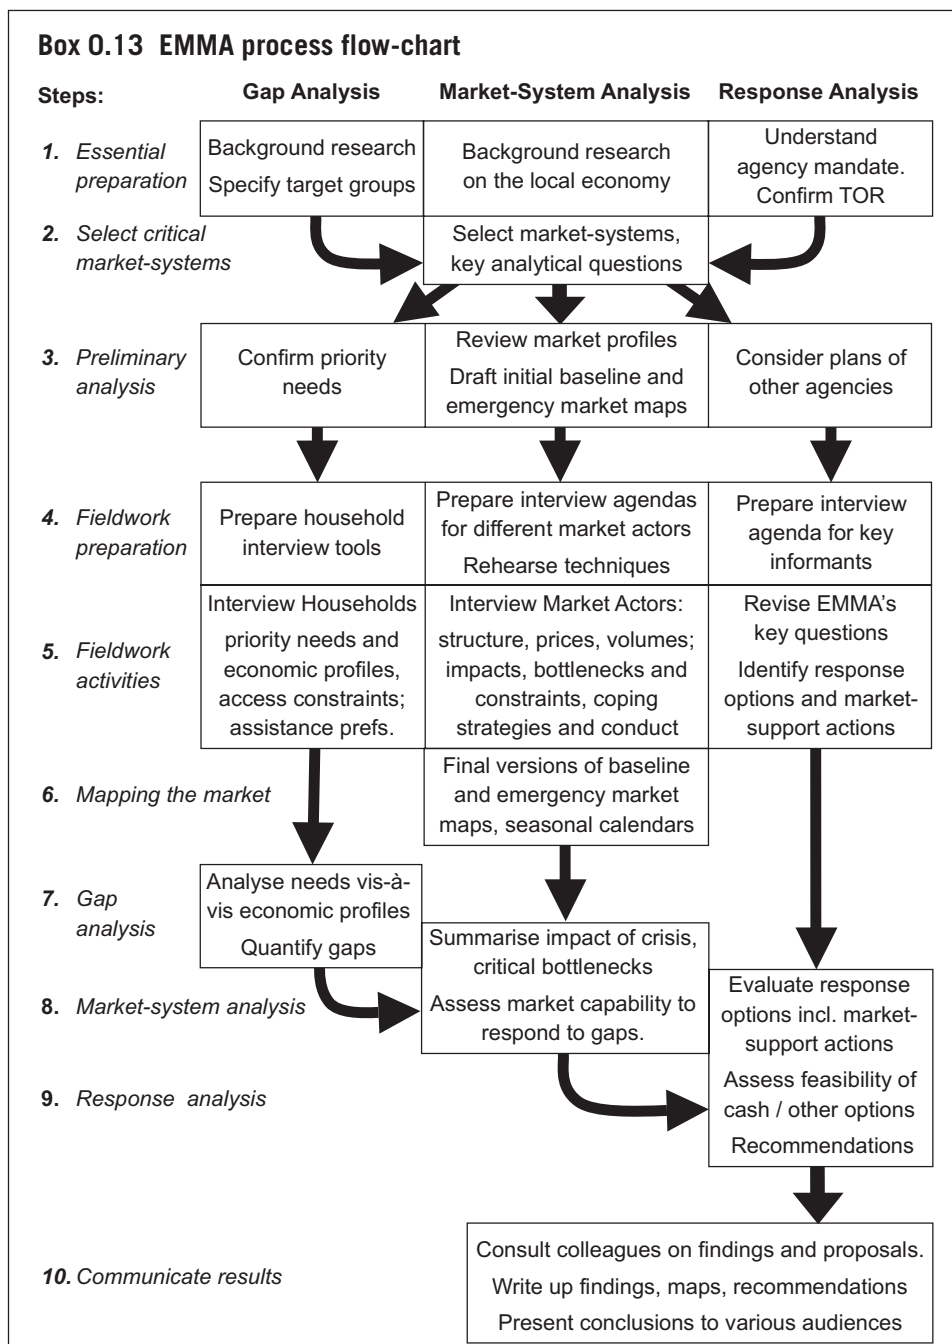 Box 0.13 EMMA process flow-chart
Steps:
Gap Analysis
Market-System Analysis
Response Analysis
1. Essential
preparation
Background research
Specify target groups
Background research
on the local economy
Understand
agency mandate.
Confirm TOR
2. Select critical
market-systems
Select market-systems,
key analytical questions
3. Preliminary
analysis
Confirm priority
needs
Review market profiles
Draft initial baseline and
emergency market maps
Consider plans of
other agencies
4. Fieldwork
preparation
Prepare household
interview tools
Prepare interview agendas
for different market actors
Rehearse techniques
Prepare interview
agenda for key
informants
5. Fieldwork
activities
Interview Households
priority needs and
economic profiles,
access constraints;
assistance prefs.
Interview Market Actors:
structure, prices, volumes;
impacts, bottlenecks and
constraints, coping
strategies and conduct
Revise EMMA's
key questions
Identify response
options and market-
support actions
6. Mapping the market
Final versions of baseline
and emergency market
maps, seasonal calendars
7. Gap
analysis
Analyse needs vis-à-
vis economic profiles
Quantify gaps
8. Market-system analysis
Summarise impact of crisis,
critical bottlenecks
Assess market capability to
respond to gaps.
9. Response analysis
Evaluate response
options incl. market-
support actions
Assess feasibility of
cash / other options
Recommendations
10. Communicate results
Consult colleagues on findings and proposals.
Write up findings, maps, recommendations
Present conclusions to various audiences